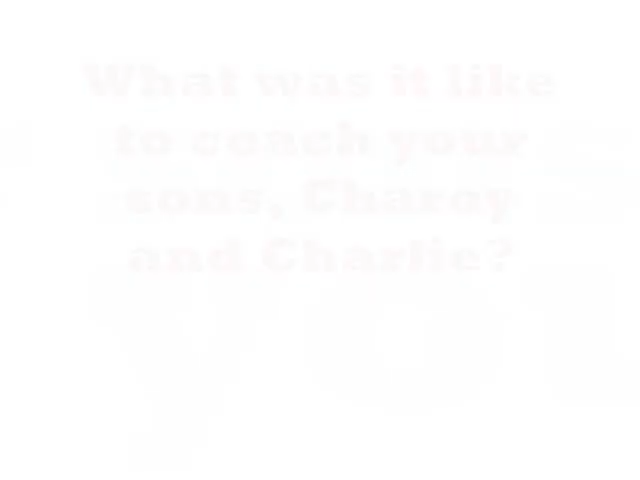 What was it like
to coach your
sons, Charoy
and Charlie?